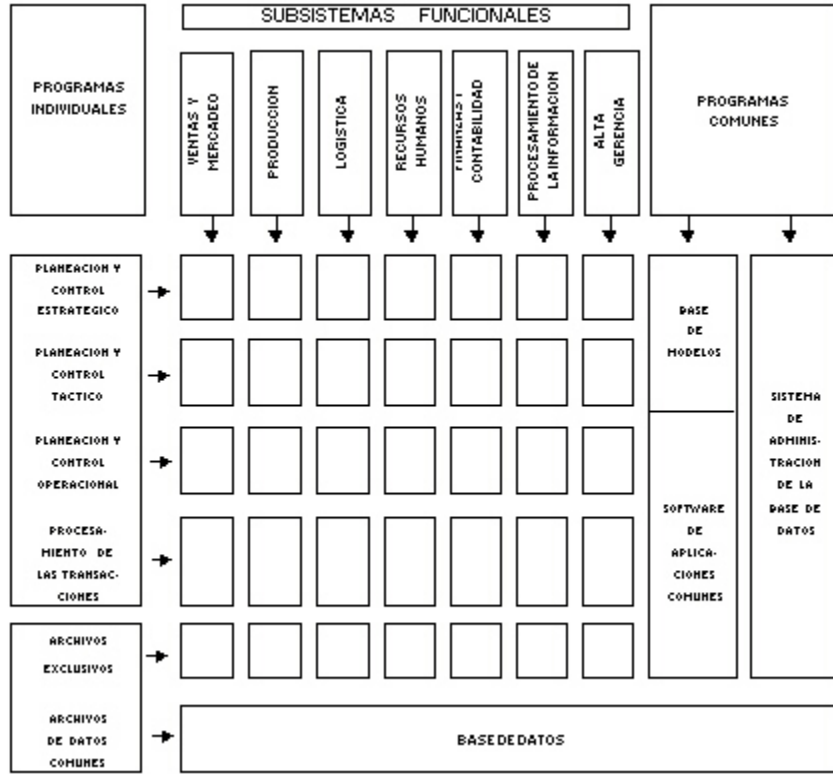 SUBSISTEMAS FUNCIONALES
PROGRAMAS
INDIVIDUALES
VENTAS Y
MERCADEO
PRODUCCION
LOGISTICA
RECURSOS
HUMANOS
CONTABILIDAD
PROCESAMIENTO DE
LA INFORMACION
ALTA
GERENCIA
PROGRAMAS
COMUNES
PLANEACION Y
CONTROL
ESTRATEGICO
PLANEACION Y
CONTROL
TACTICO
PLANEACION Y
CONTROL
OPERACIONAL
PROCESA-
MIENTO DE
LAS TRANSAC-
CIONES
BASE
DE
MODELOS
SOFTWARE
DE
APLICA-
CIONES
COMUNES
SISTEMA
DE
ADMINIS-
TRACION
DE LA
BASE DE
DATOS
ARCHIVOS
EXCLUSIVOS
ARCHIVOS
DE DATOS
COMUNES
BASE DE DATOS